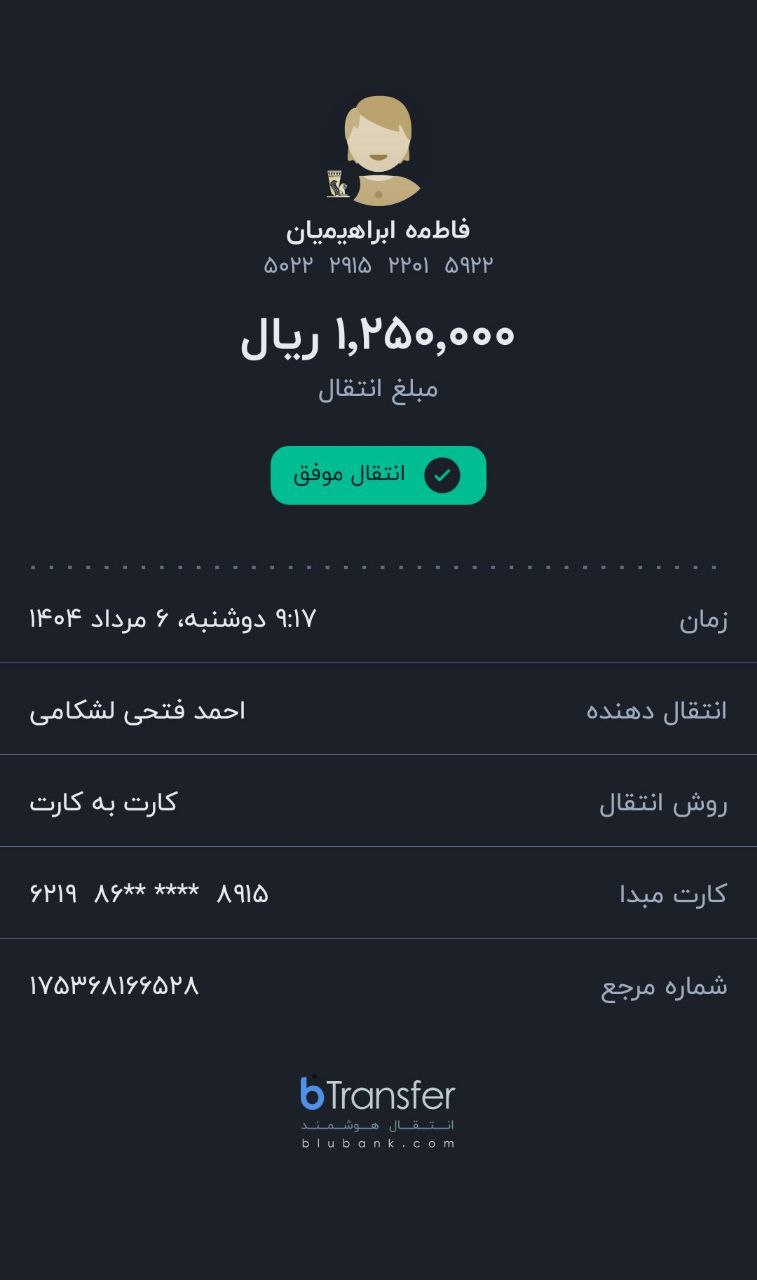 فاطمه ابراهیمیان
۵۰۲۲ ۲۹۱۵ ۲۲۰۱ ۵۹۲۲
۱,۲۵۰,۰۰۰ ریال
مبلغ انتقال
انتقال موفق
زمان ۹:۱۷ دوشنبه، ۶ مرداد ۱۴۰۴
انتقال دهنده احمد فتحی لشکامی
روش انتقال کارت به کارت
کارت مبدا ۶۲۱۹ ۸۶** **** ۸۹۱۵
شماره مرجع ۱۷۵۳۶۸۱۶۶۵۲۸
bTransfer
انتقال هوشمند
blubank.com